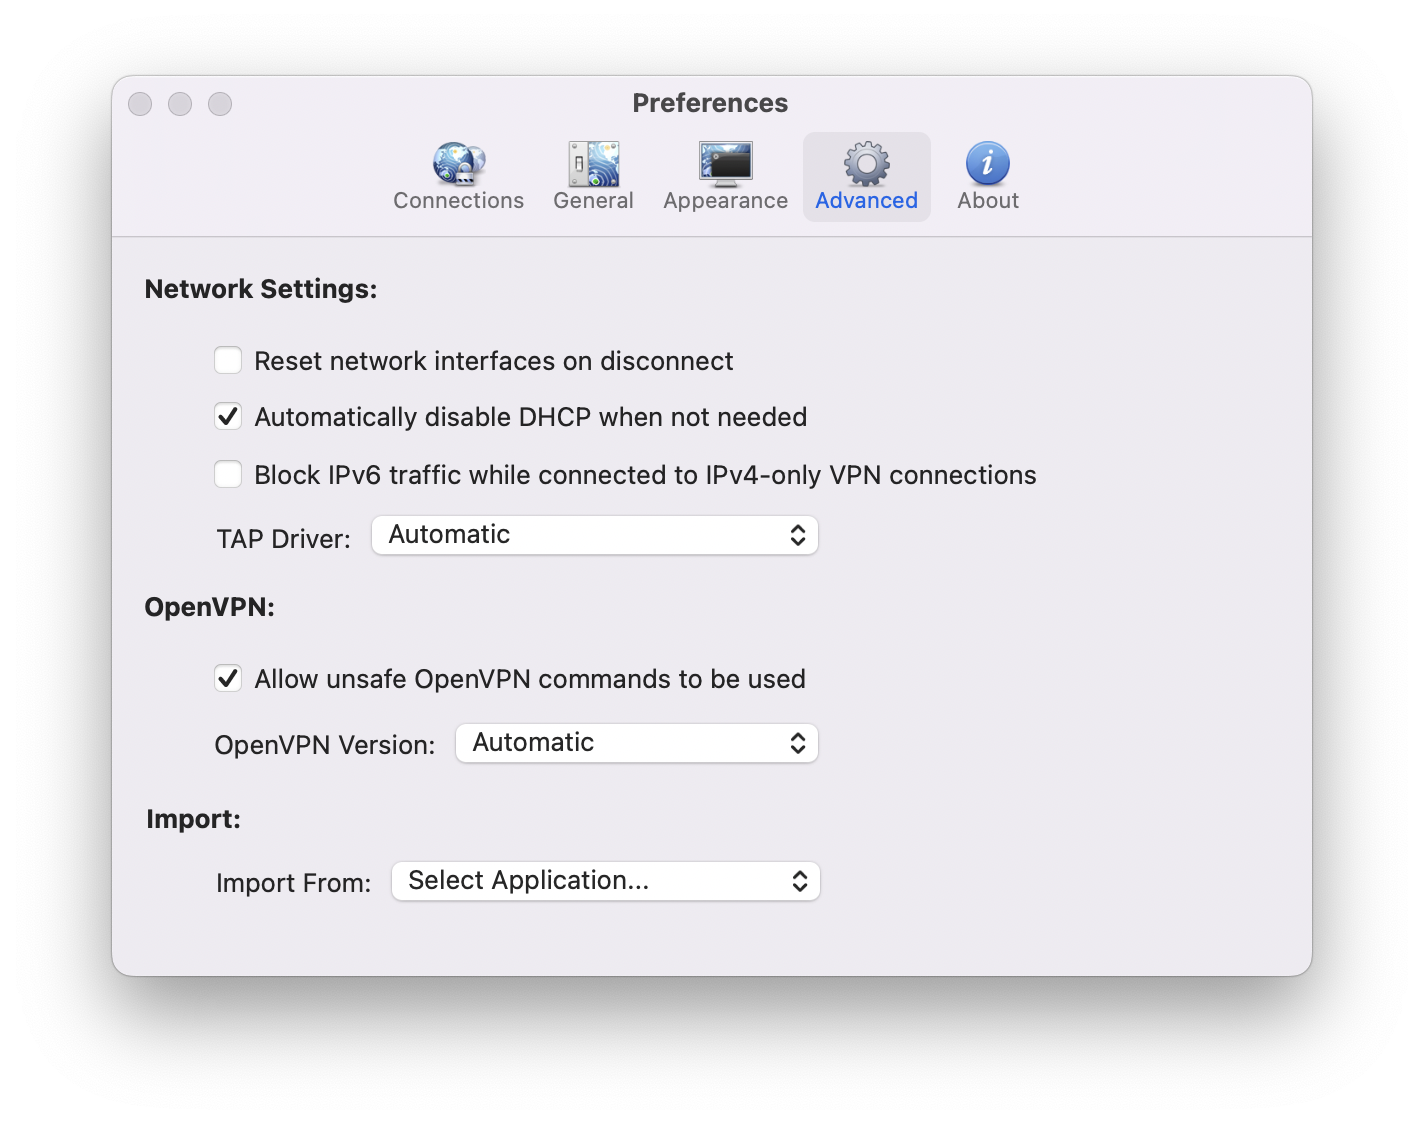 Preferences
Connections General Appearance Advanced About
Network Settings:
Reset network interfaces on disconnect
Automatically disable DHCP when not needed
Block IPv6 traffic while connected to IPv4-only VPN connections
TAP Driver: Automatic
OpenVPN:
Allow unsafe OpenVPN commands to be used
OpenVPN Version: Automatic
Import:
Import From: Select Application...